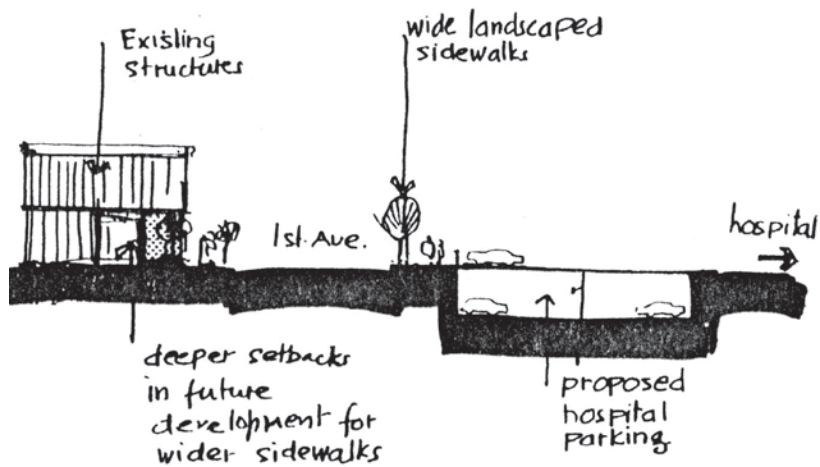 Existing
structures
wide landscaped
sidewalks
1st. Ave.
hospital
deeper setbacks
in future
development for
wider sidewalks
proposed
hospital
parking